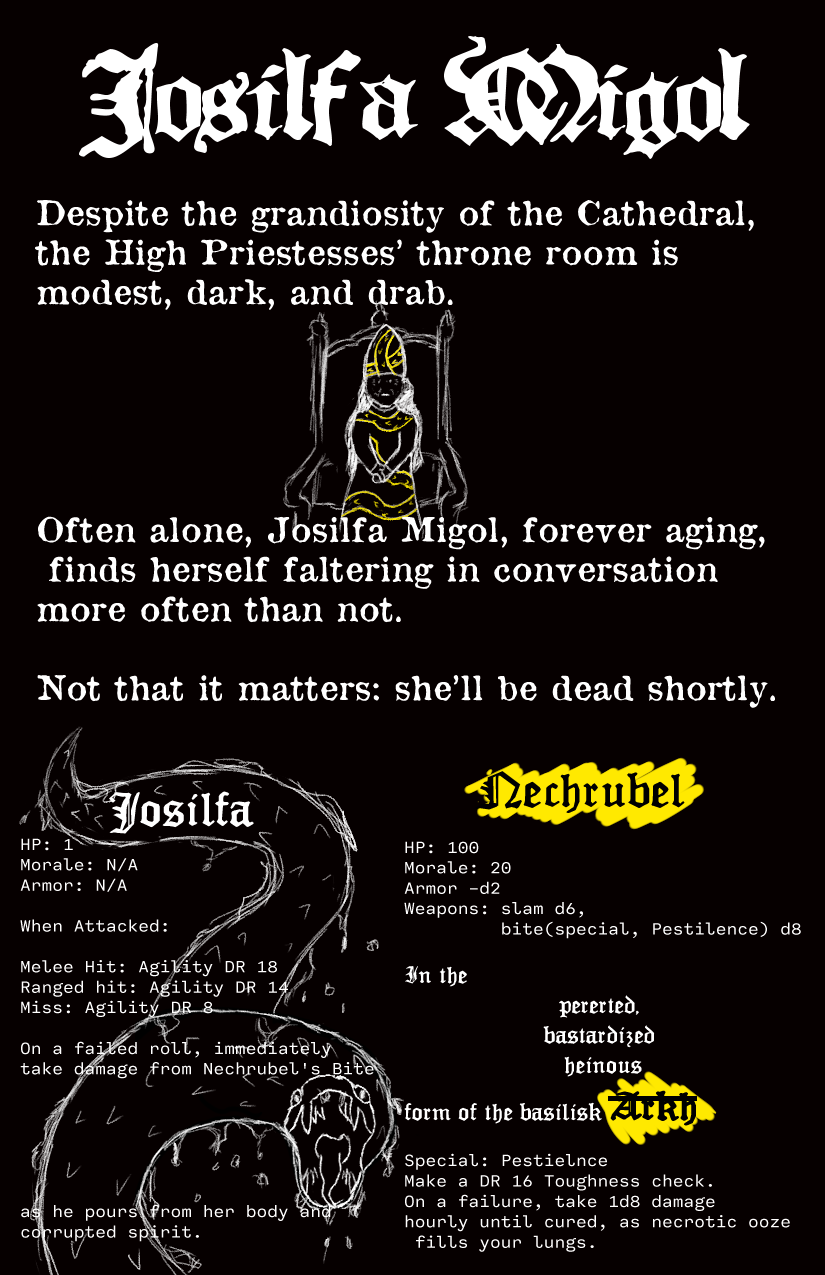 Josilfa Migol
Despite the grandiosity of the Cathedral,
the High Priestesses' throne room is
modest, dark, and drab.
Often alone, Josilfa Migol, forever aging,
finds herself faltering in conversation
more often than not.
Not that it matters: she'll be dead shortly.
Josilfa
HP: 1
Morale: N/A
Armor: N/A
When Attacked:
Melee Hit: Agility DR 18
Ranged hit: Agility DR 14
Miss: Agility DR 8
On a failed roll, immediately
take damage from Nechrubel's Bite
as he pours from her body and
corrupted spirit.
Nechrubel
HP: 100
Morale: 20
Armor -d2
Weapons: slam d6,
bite(special, Pestilence) d8
In the
pererted,
bastardized
heinous
form of the basilisk Arkh
Special: Pestielnce
Make a DR 16 Toughness check.
On a failure, take 1d8 damage
hourly until cured, as necrotic ooze
fills your lungs.